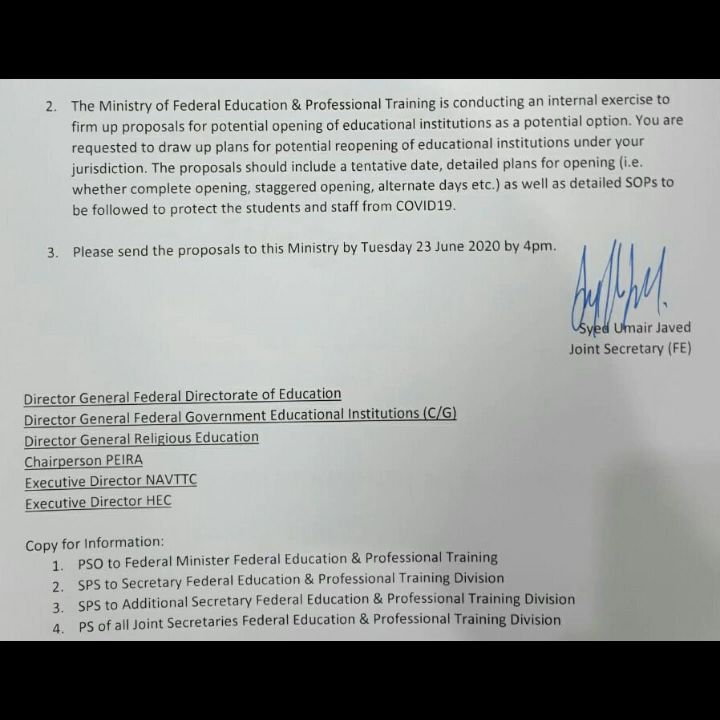 2. The Ministry of Federal Education & Professional Training is conducting an internal exercise to
firm up proposals for potential opening of educational institutions as a potential option. You are
requested to draw up plans for potential reopening of educational institutions under your
jurisdiction. The proposals should include a tentative date, detailed plans for opening (i.e.
whether complete opening, staggered opening, alternate days etc.) as well as detailed SOPs to
be followed to protect the students and staff from COVID19.
3. Please send the proposals to this Ministry by Tuesday 23 June 2020 by 4pm.
Syed Umair Javed
Joint Secretary (FE)
Director General Federal Directorate of Education
Director General Federal Government Educational Institutions (C/G)
Director General Religious Education
Chairperson PEIRA
Executive Director NAVTTC
Executive Director HEC
Copy for Information:
1. PSO to Federal Minister Federal Education & Professional Training
2. SPS to Secretary Federal Education & Professional Training Division
3. SPS to Additional Secretary Federal Education & Professional Training Division
4. PS of all Joint Secretaries Federal Education & Professional Training Division